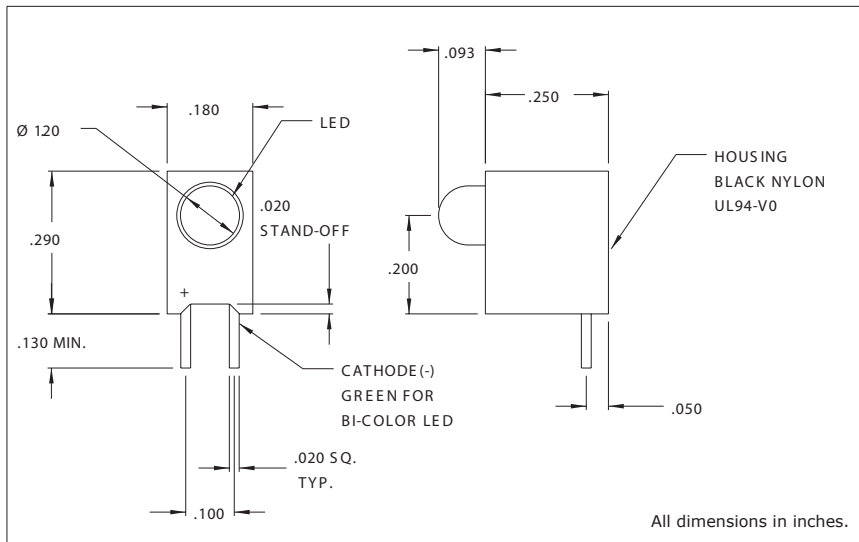 .093
.180
.250
Ø 120
LED
HOUSING
BLACK NYLON
UL94-V0
.020
STAND-OFF
.290
.200
+
.130 MIN.
CATHODE(-)
GREEN FOR
BI-COLOR LED
.050
.020 SQ.
TYP.
.100
All dimensions in inches.